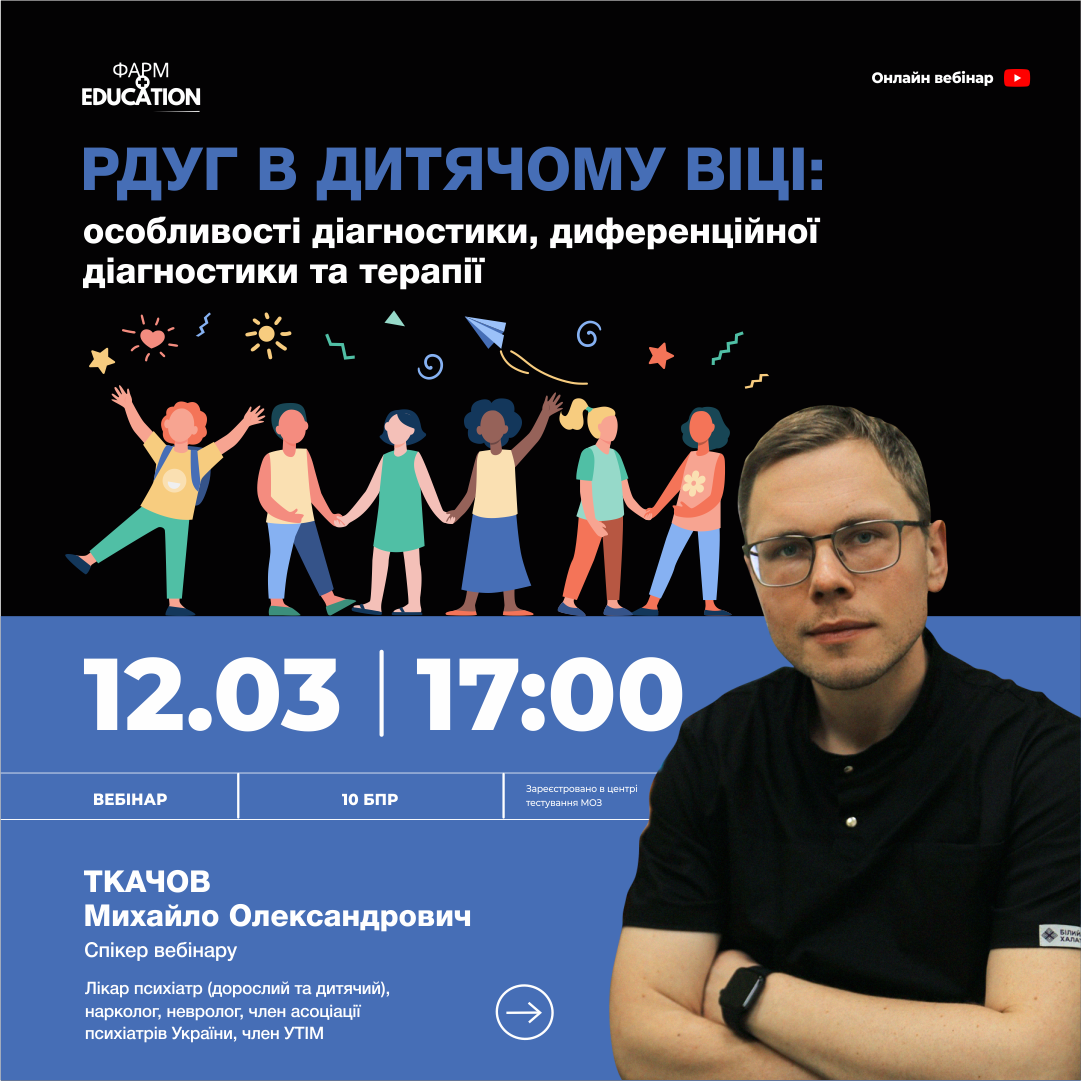 ФАРМ
EDUCATION
Онлайн вебінар
РДУГ В ДИТЯЧОМУ ВІЦІ:
особливості діагностики, диференційної
діагностики та терапії
12.03 | 17:00
ВЕБІНАР
10 БПР
Зареєстровано в центрі
тестування МОЗ
ТКАЧОВ
Михайло Олександрович
Спікер вебінару
Лікар психіатр (дорослий та дитячий),
нарколог, невролог, член асоціації
психіатрів України, член УТІМ
БІЛИЙ